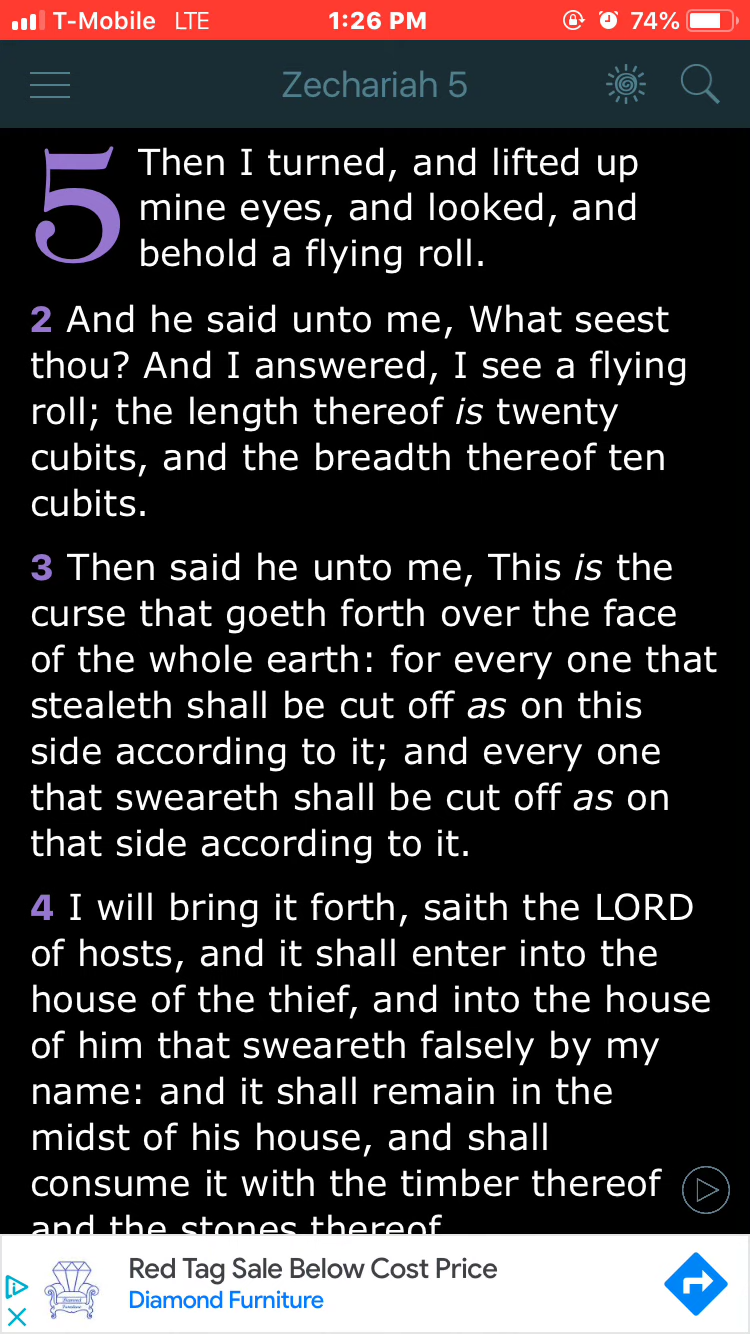 T-Mobile LTE 1:26 PM 74%
Zechariah 5
5 Then I turned, and lifted up
mine eyes, and looked, and
behold a flying roll.
2 And he said unto me, What seest
thou? And I answered, I see a flying
roll; the length thereof is twenty
cubits, and the breadth thereof ten
cubits.
3 Then said he unto me, This is the
curse that goeth forth over the face
of the whole earth: for every one that
stealeth shall be cut off as on this
side according to it; and every one
that sweareth shall be cut off as on
that side according to it.
4 I will bring it forth, saith the LORD
of hosts, and it shall enter into the
house of the thief, and into the house
of him that sweareth falsely by my
name: and it shall remain in the
midst of his house, and shall
consume it with the timber thereof
and the stones thereof
Red Tag Sale Below Cost Price
Diamond Furniture
Diamond
Furniture